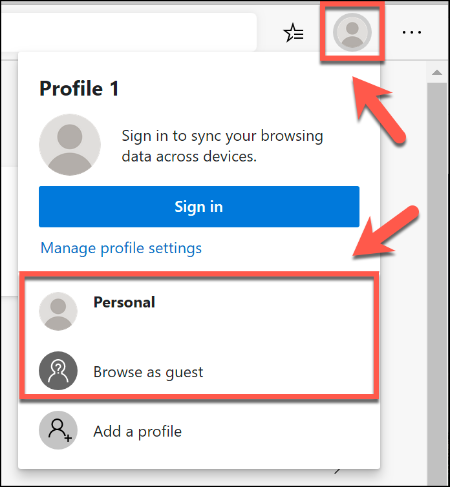 Profile 1
Sign in to sync your browsing
data across devices.
Sign in
Manage profile settings
Personal
Browse as guest
Add a profile